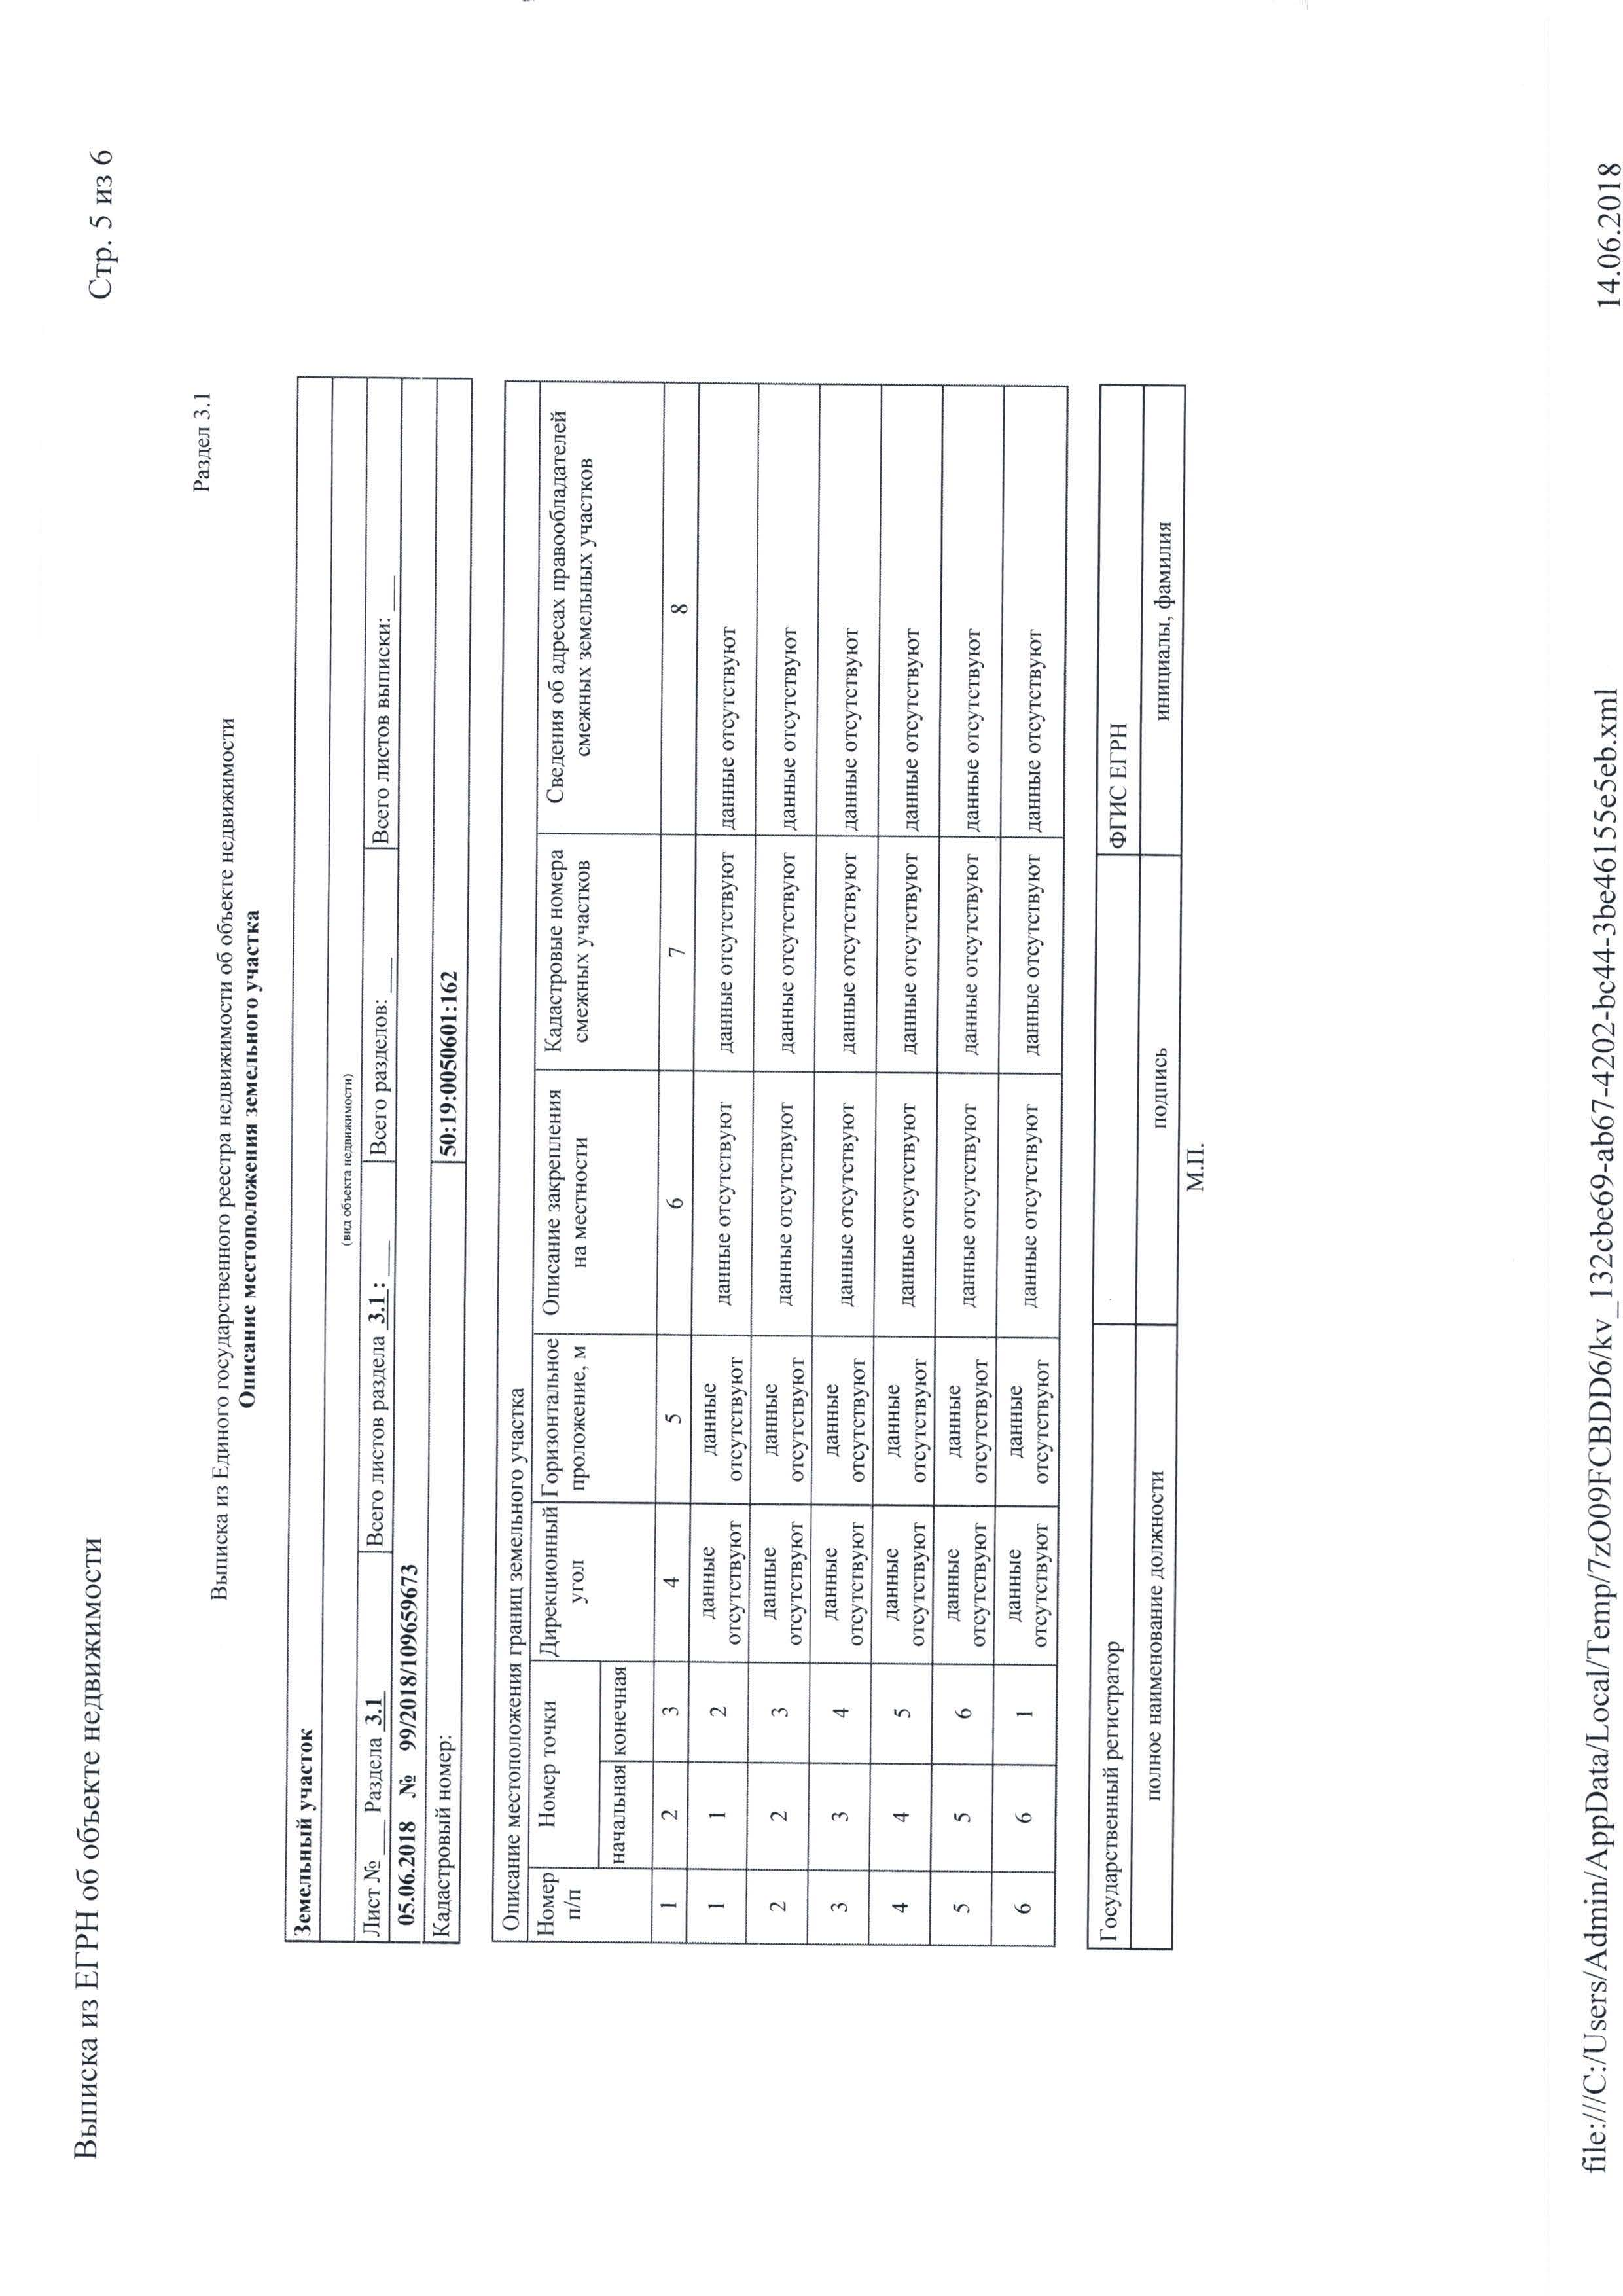 Выписка из ЕГРН об объекте недвижимости Стр. 5 из 6
Раздел 3.1
Выписка из Единого государственного реестра недвижимости об объекте недвижимости
Описание местоположения земельного участка
Земельный участок
(вид объекта недвижимости)
Лист № ___ Раздела 3.1 Всего листов раздела 3.1 : ___ Всего разделов: ___ Всего листов выписки: ___
05.06.2018 № 99/2018/109659673
Кадастровый номер: 50:19:0050601:162
Описание местоположения границ земельного участка
Номер Номер точки Дирекционный Горизонтальное Описание закрепления Кадастровые номера Сведения об адресах правообладателей
п/п угол проложение, м на местности смежных участков смежных земельных участков
начальная конечная
1 2 3 4 5 6 7 8
1 1 2 данные отсутствуют данные отсутствуют данные отсутствуют данные отсутствуют данные отсутствуют
2 2 3 данные отсутствуют данные отсутствуют данные отсутствуют данные отсутствуют данные отсутствуют
3 3 4 данные отсутствуют данные отсутствуют данные отсутствуют данные отсутствуют данные отсутствуют
4 4 5 данные отсутствуют данные отсутствуют данные отсутствуют данные отсутствуют данные отсутствуют
5 5 6 данные отсутствуют данные отсутствуют данные отсутствуют данные отсутствуют данные отсутствуют
6 6 1 данные отсутствуют данные отсутствуют данные отсутствуют данные отсутствуют данные отсутствуют
Государственный регистратор ФГИС ЕГРН
полное наименование должности подпись инициалы, фамилия
М.П.
file:///C:/Users/Admin/AppData/Local/Temp/7zO09FCBDD6/kv_132cbe69-ab67-4202-bc44-3be46155e5eb.xml 14.06.2018